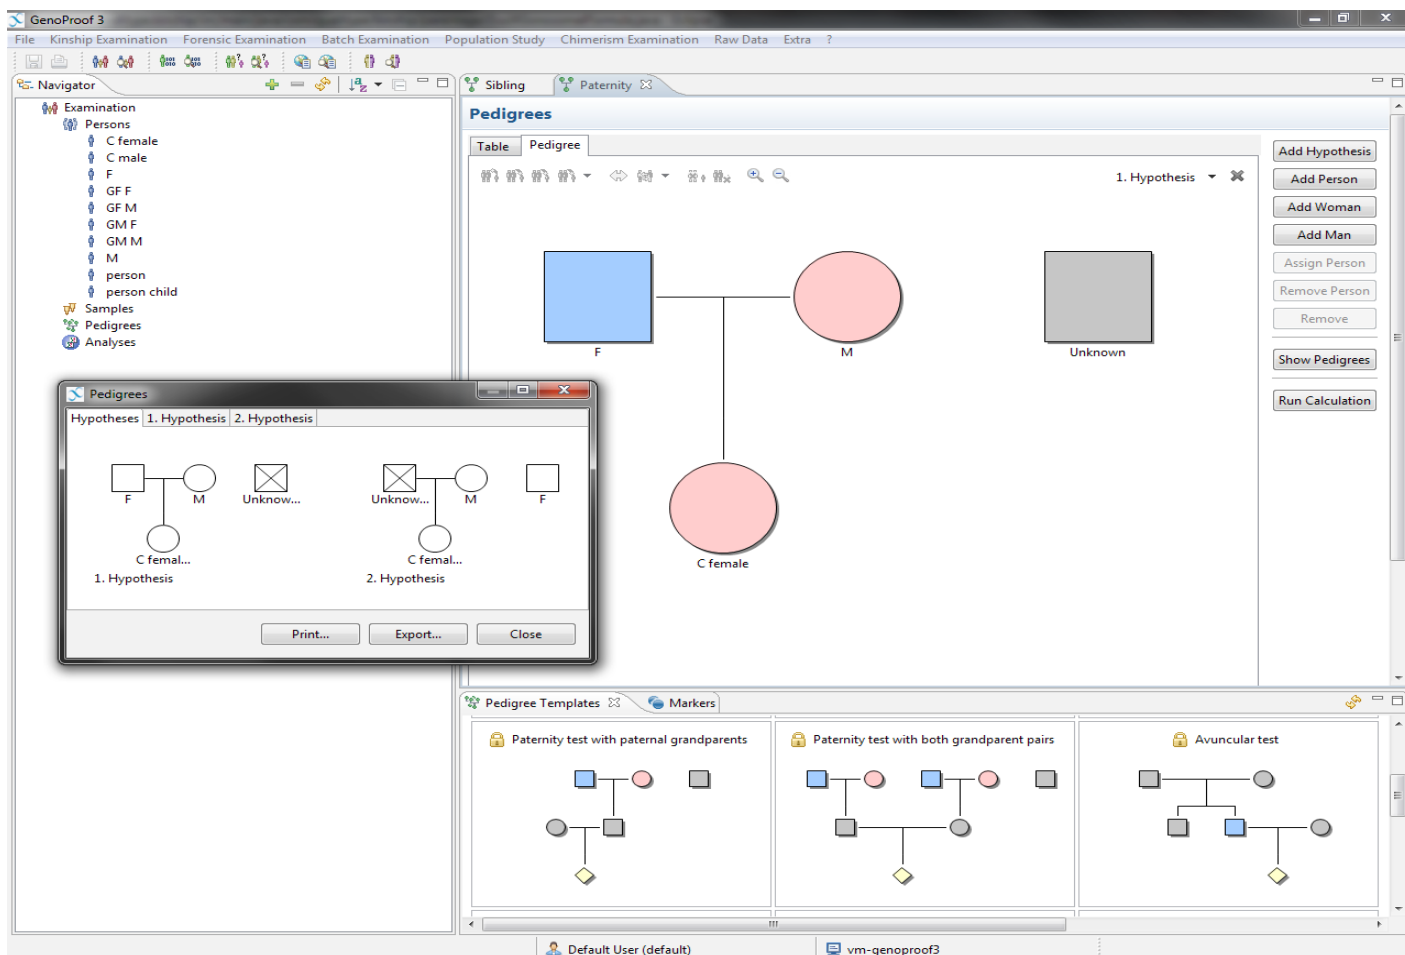 GenoProof 3
File Kinship Examination Forensic Examination Batch Examination Population Study Chimerism Examination Raw Data Extra ?
Navigator
Examination
Persons
C female
C male
F
GF F
GF M
GM F
GM M
M
person
person child
Samples
Pedigrees
Analyses
Sibling Paternity
Pedigrees
Table Pedigree
1. Hypothesis
F M Unknown
C female
Add Hypothesis
Add Person
Add Woman
Add Man
Assign Person
Remove Person
Remove
Show Pedigrees
Run Calculation
Pedigrees
Hypotheses 1. Hypothesis 2. Hypothesis
F M Unknow... Unknow... M F
C femal... C femal...
1. Hypothesis 2. Hypothesis
Print... Export... Close
Pedigree Templates Markers
Paternity test with paternal grandparents Paternity test with both grandparent pairs Avuncular test
Default User (default) vm-genoproof3